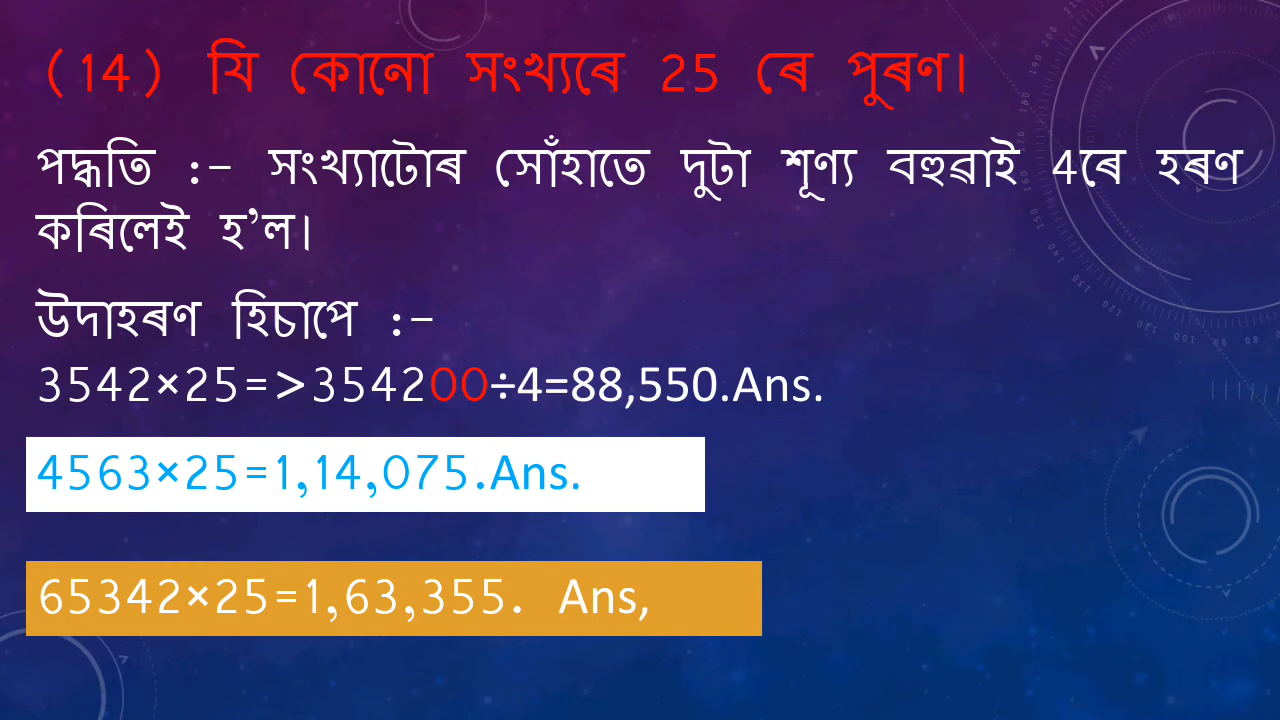 (14) যি কোনো সংখ্যৰে 25 ৰে পুৰণ।
পদ্ধতি :- সংখ্যাটোৰ সোঁহাতে দুটা শূণ্য বহুৱাই 4ৰে হৰণ
কৰিলেই হ’ল।
উদাহৰণ হিচাপে :-
3542×25=>354200÷4=88,550.Ans.
4563×25=1,14,075.Ans.
65342×25=1,63,355. Ans,